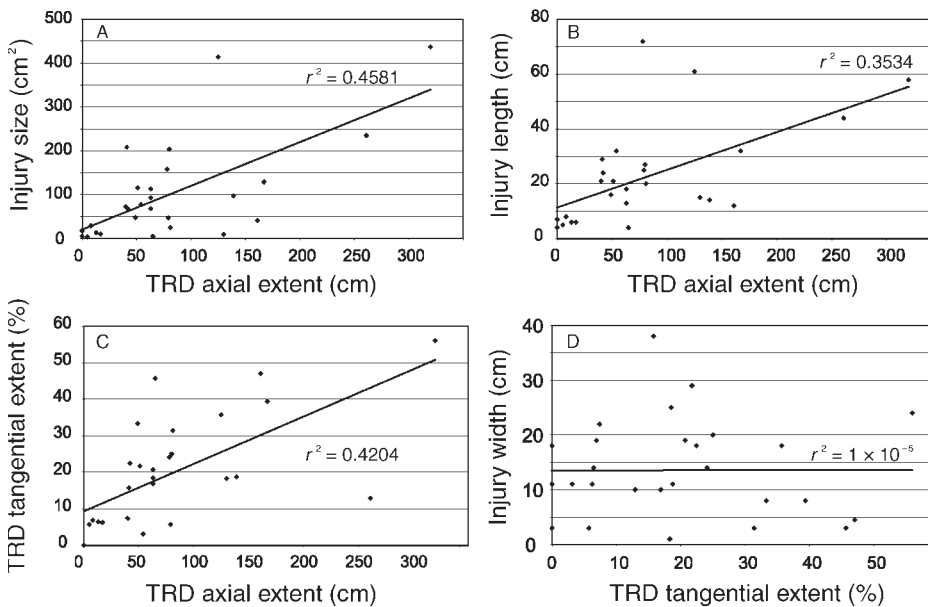 A
500
400
300
200
100
0
Injury size (cm²)
r² = 0.4581
0 50 100 150 200 250 300
TRD axial extent (cm)
B
80
60
40
20
0
Injury length (cm)
r² = 0.3534
0 50 100 150 200 250 300
TRD axial extent (cm)
C
60
50
40
30
20
10
0
TRD tangential extent (%)
r² = 0.4204
0 50 100 150 200 250 300
TRD axial extent (cm)
D
40
30
20
10
0
Injury width (cm)
r² = 1 × 10⁻⁵
0 10 20 30 40 50
TRD tangential extent (%)